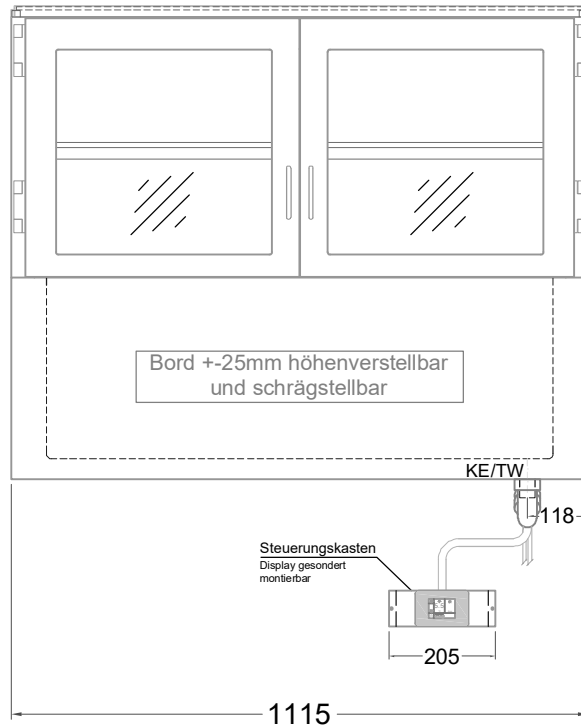 Bord +-25mm höhenverstellbar
und schrägstellbar
KE/TW
118
Steuerungskasten
Display gesondert
montierbar
205
1115